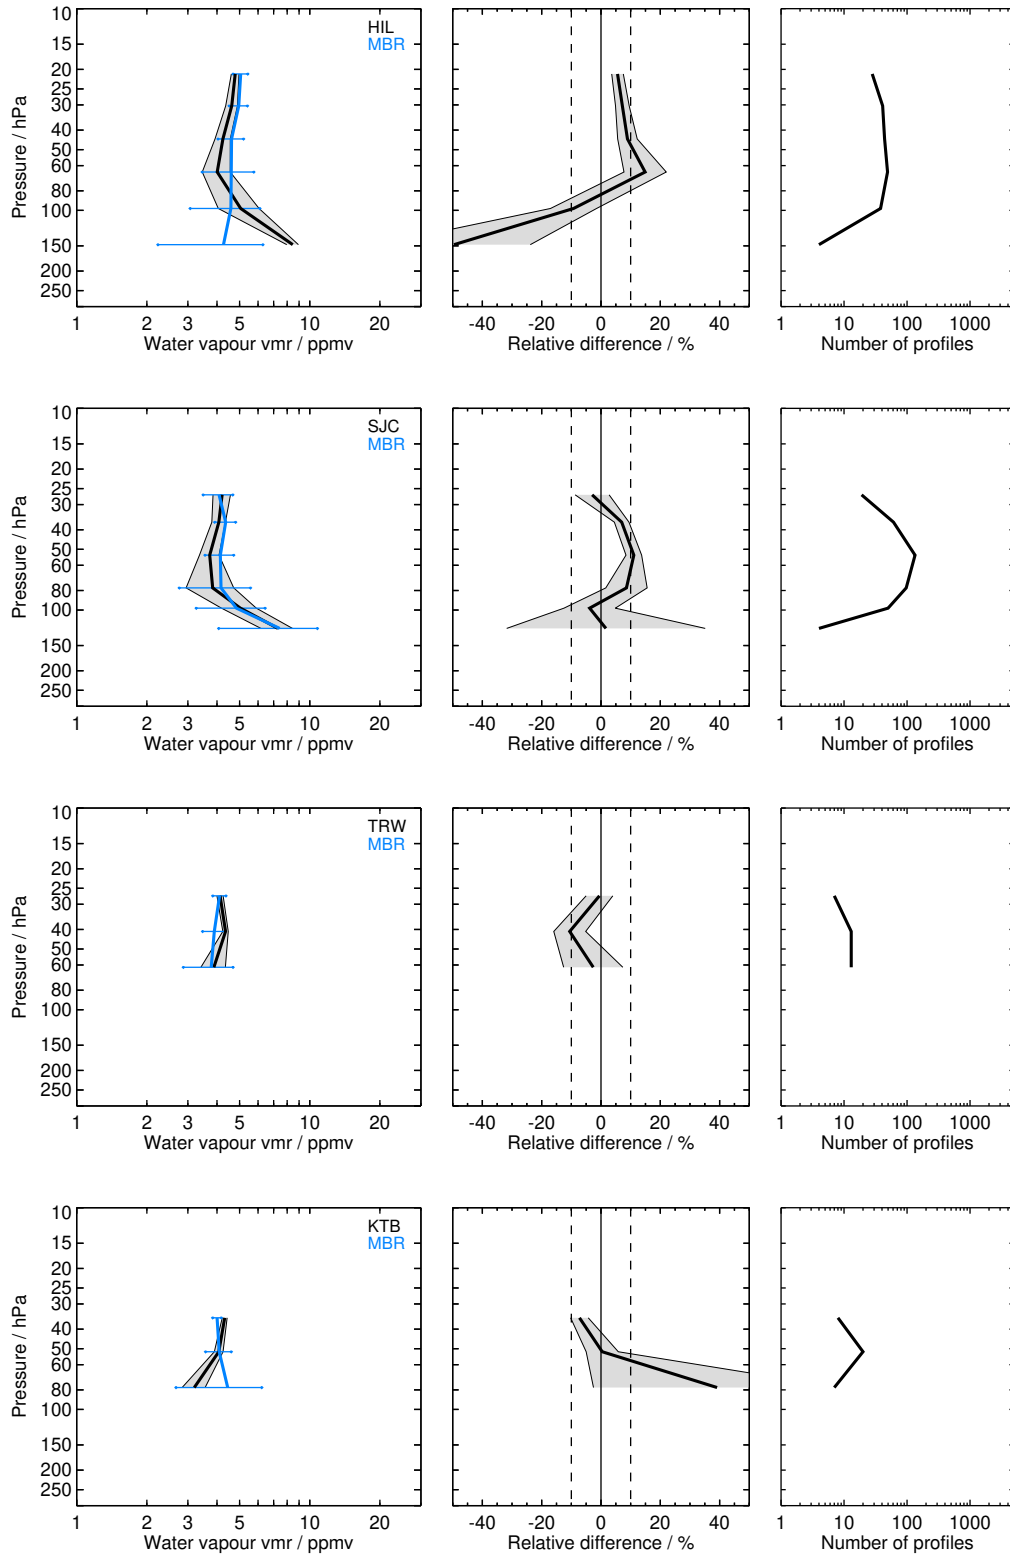 HIL
MBR
Pressure / hPa
10
15
20
25
30
40
50
60
80
100
150
200
250
1 2 3 5 10 20
Water vapour vmr / ppmv
-40 -20 0 20 40
Relative difference / %
1 10 100 1000
Number of profiles
SJC
MBR
Pressure / hPa
10
15
20
25
30
40
50
60
80
100
150
200
250
1 2 3 5 10 20
Water vapour vmr / ppmv
-40 -20 0 20 40
Relative difference / %
1 10 100 1000
Number of profiles
TRW
MBR
Pressure / hPa
10
15
20
25
30
40
50
60
80
100
150
200
250
1 2 3 5 10 20
Water vapour vmr / ppmv
-40 -20 0 20 40
Relative difference / %
1 10 100 1000
Number of profiles
KTB
MBR
Pressure / hPa
10
15
20
25
30
40
50
60
80
100
150
200
250
1 2 3 5 10 20
Water vapour vmr / ppmv
-40 -20 0 20 40
Relative difference / %
1 10 100 1000
Number of profiles